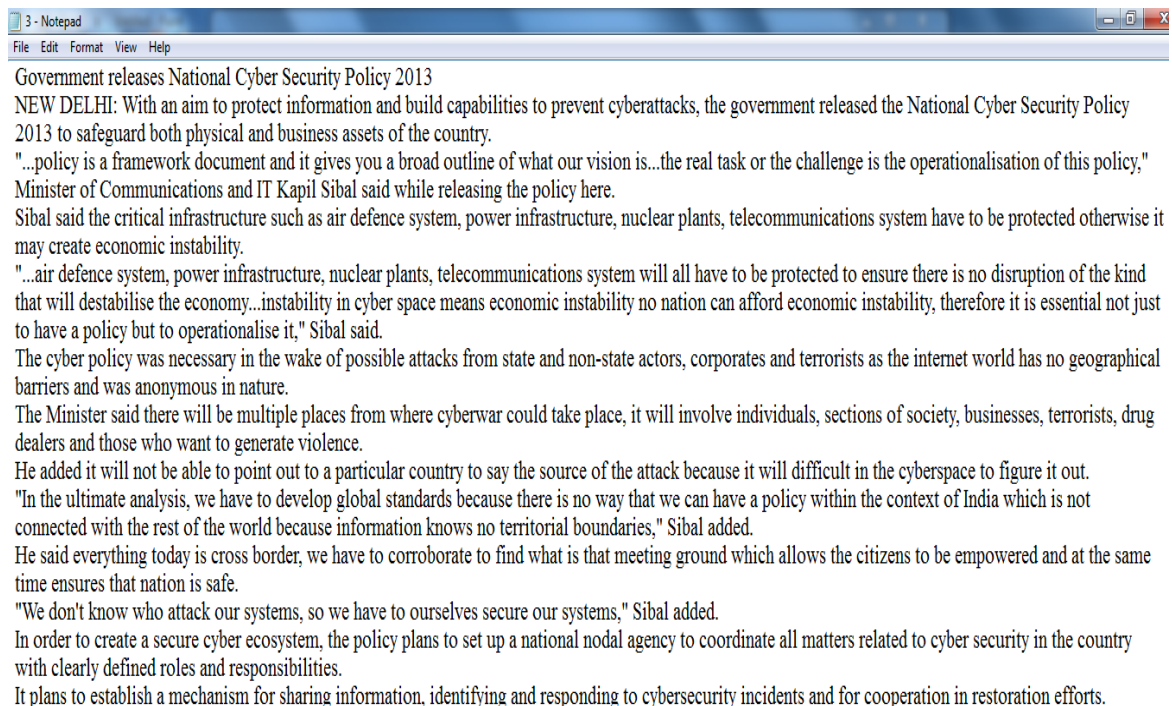 3 - Notepad
File Edit Format View Help
Government releases National Cyber Security Policy 2013
NEW DELHI: With an aim to protect information and build capabilities to prevent cyberattacks, the government released the National Cyber Security Policy
2013 to safeguard both physical and business assets of the country.
"...policy is a framework document and it gives you a broad outline of what our vision is...the real task or the challenge is the operationalisation of this policy,"
Minister of Communications and IT Kapil Sibal said while releasing the policy here.
Sibal said the critical infrastructure such as air defence system, power infrastructure, nuclear plants, telecommunications system have to be protected otherwise it
may create economic instability.
"...air defence system, power infrastructure, nuclear plants, telecommunications system will all have to be protected to ensure there is no disruption of the kind
that will destabilise the economy...instability in cyber space means economic instability no nation can afford economic instability, therefore it is essential not just
to have a policy but to operationalise it," Sibal said.
The cyber policy was necessary in the wake of possible attacks from state and non-state actors, corporates and terrorists as the internet world has no geographical
barriers and was anonymous in nature.
The Minister said there will be multiple places from where cyberwar could take place, it will involve individuals, sections of society, businesses, terrorists, drug
dealers and those who want to generate violence.
He added it will not be able to point out to a particular country to say the source of the attack because it will difficult in the cyberspace to figure it out.
"In the ultimate analysis, we have to develop global standards because there is no way that we can have a policy within the context of India which is not
connected with the rest of the world because information knows no territorial boundaries," Sibal added.
He said everything today is cross border, we have to corroborate to find what is that meeting ground which allows the citizens to be empowered and at the same
time ensures that nation is safe.
"We don't know who attack our systems, so we have to ourselves secure our systems," Sibal added.
In order to create a secure cyber ecosystem, the policy plans to set up a national nodal agency to coordinate all matters related to cyber security in the country
with clearly defined roles and responsibilities.
It plans to establish a mechanism for sharing information, identifying and responding to cybersecurity incidents and for cooperation in restoration efforts.